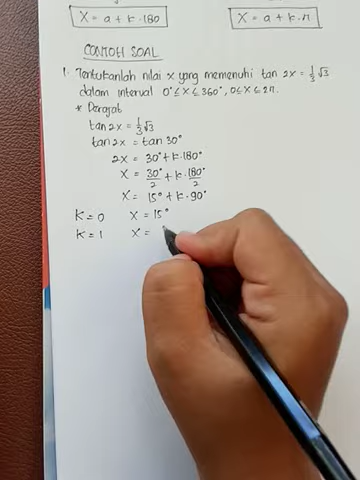 X = a + k · 180
X = a + k · π
CONTOH SOAL
1. Tentukanlah nilai x yang memenuhi tan 2x = 1/3 √3
dalam interval 0° ≤ x ≤ 360°, 0 ≤ x ≤ 2π.
* Derajat
tan 2x = 1/3 √3
tan 2x = tan 30°
2x = 30° + k · 180°
x = 30°/2 + k · 180°/2
x = 15° + k · 90°
k = 0 x = 15°
k = 1 x =